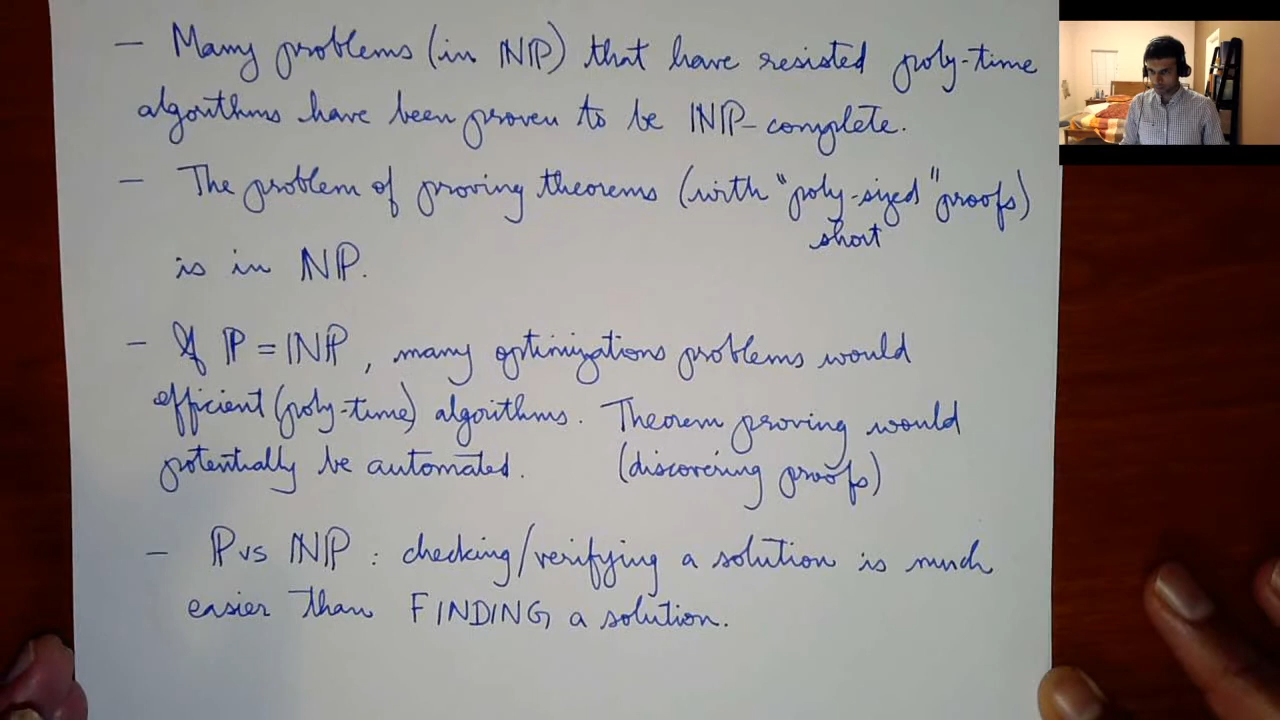 — Many problems (in NP) that have resisted poly-time
algorithms have been proven to be NP-complete.
— The problem of proving theorems (with "poly-sized" proofs)
short
is in NP.
— If P = NP, many optimizations problems would
efficient (poly-time) algorithms. Theorem proving would
potentially be automated. (discovering proofs)
— P vs NP : checking/verifying a solution is much
easier than FINDING a solution.